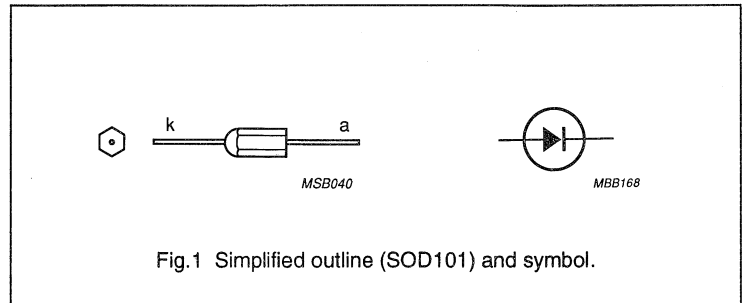 k
a
MSB040
MBB168
Fig.1 Simplified outline (SOD101) and symbol.